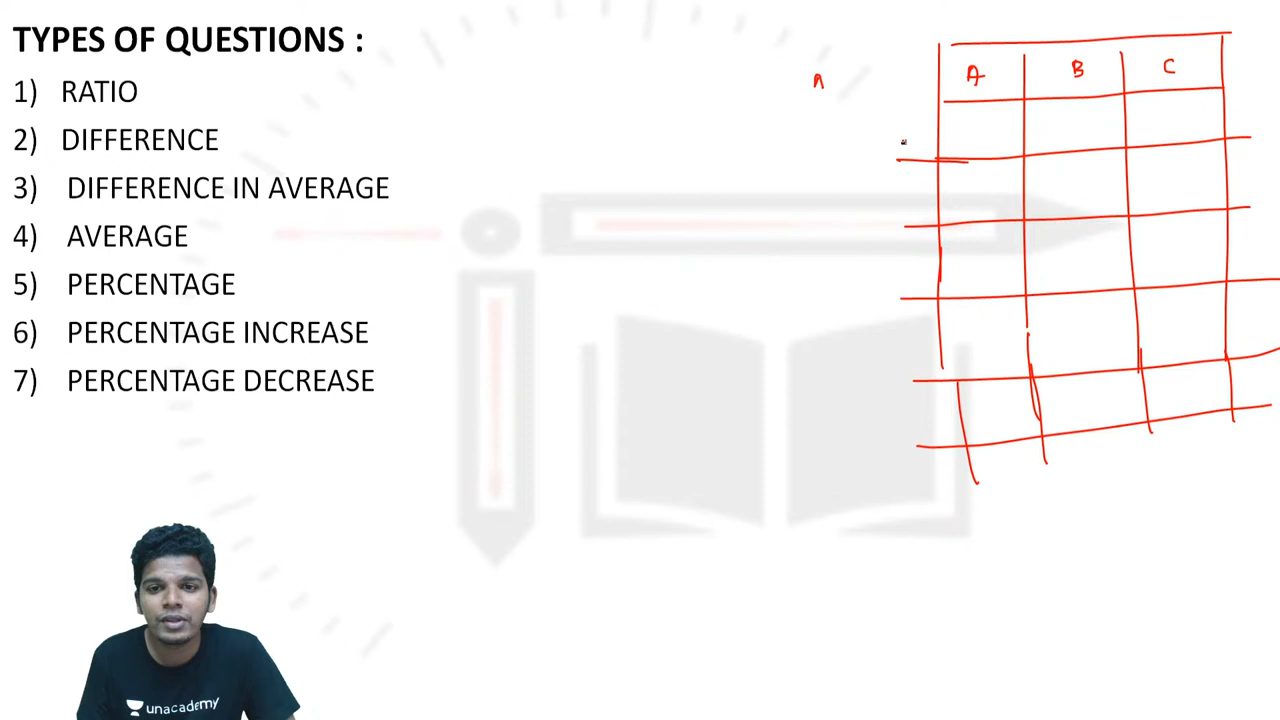 TYPES OF QUESTIONS :
1) RATIO
2) DIFFERENCE
3) DIFFERENCE IN AVERAGE
4) AVERAGE
5) PERCENTAGE
6) PERCENTAGE INCREASE
7) PERCENTAGE DECREASE
A B C
unacademy